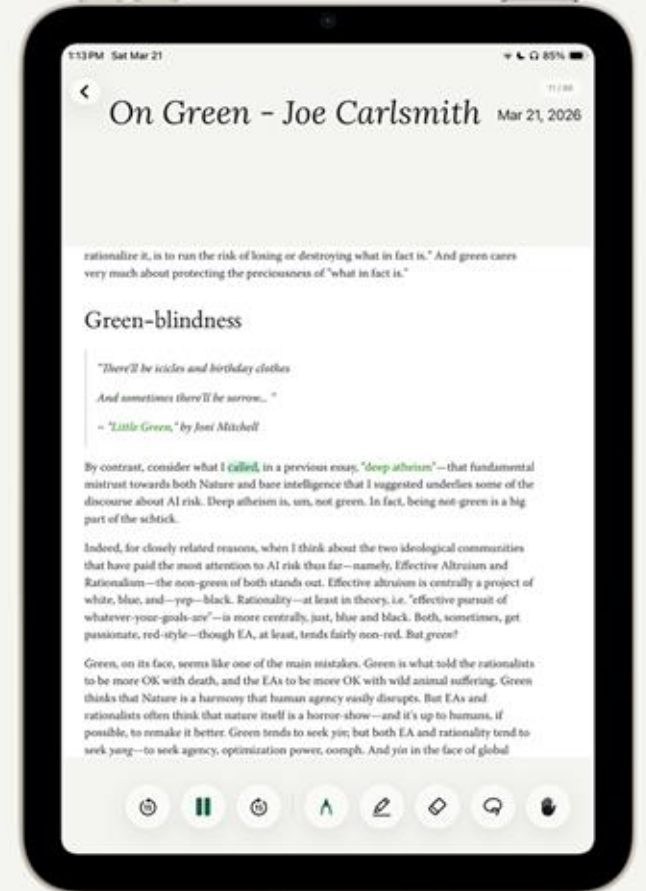 1:13 PM Sat Mar 21
85%
11 / 60
On Green - Joe Carlsmith
Mar 21, 2026
rationalize it, is to run the risk of losing or destroying what in fact is." And green cares
very much about protecting the preciousness of "what in fact is."
Green-blindness
"There'll be icicles and birthday clothes
And sometimes there'll be sorrow... "
– "Little Green," by Joni Mitchell
By contrast, consider what I called, in a previous essay, "deep atheism"—that fundamental
mistrust towards both Nature and bare intelligence that I suggested underlies some of the
discourse about AI risk. Deep atheism is, um, not green. In fact, being not-green is a big
part of the schtick.
Indeed, for closely related reasons, when I think about the two ideological communities
that have paid the most attention to AI risk thus far—namely, Effective Altruism and
Rationalism—the non-green of both stands out. Effective altruism is centrally a project of
white, blue, and—yep—black. Rationality—at least in theory, i.e. "effective pursuit of
whatever-your-goals-are"—is more centrally, just, blue and black. Both, sometimes, get
passionate, red-style—though EA, at least, tends fairly non-red. But green?
Green, on its face, seems like one of the main mistakes. Green is what told the rationalists
to be more OK with death, and the EAs to be more OK with wild animal suffering. Green
thinks that Nature is a harmony that human agency easily disrupts. But EAs and
rationalists often think that nature itself is a horror-show—and it's up to humans, if
possible, to remake it better. Green tends to seek yin; but both EA and rationality tend to
seek yang—to seek agency, optimization power, oomph. And yin in the face of global